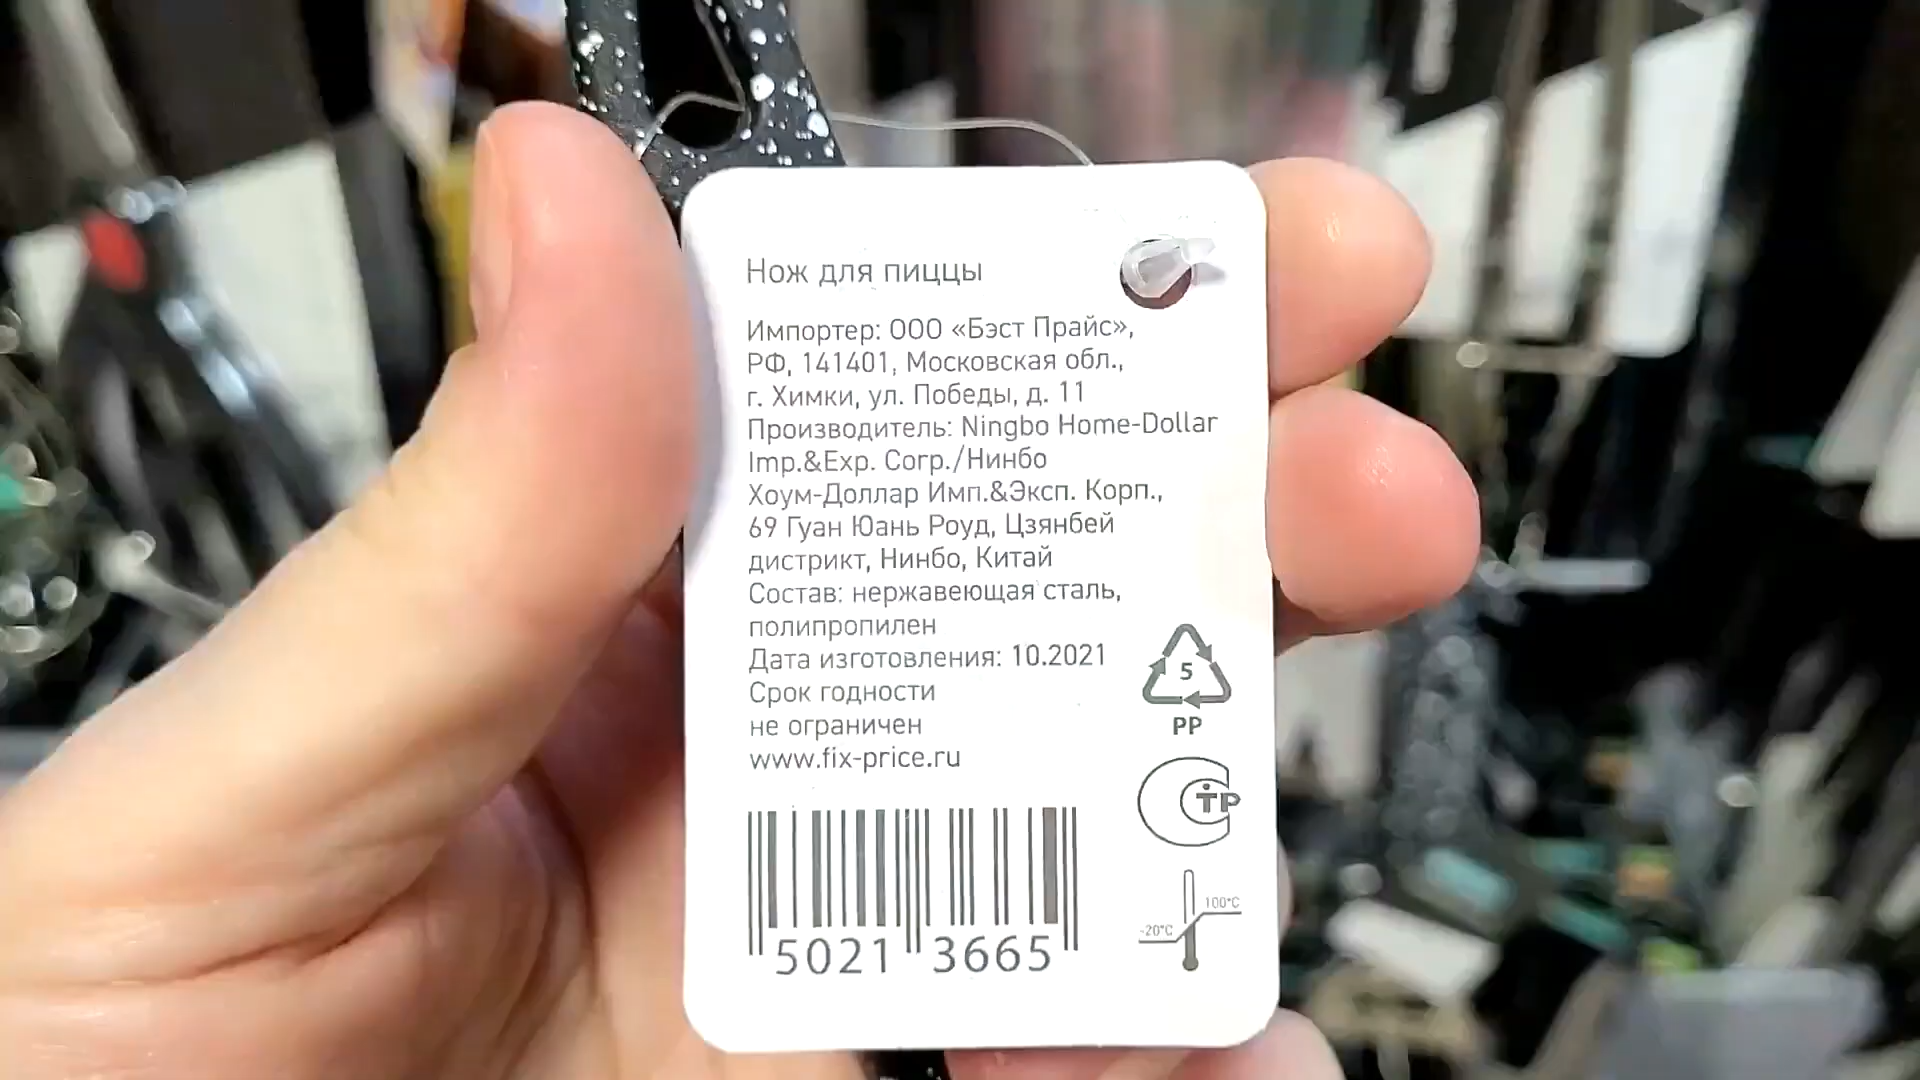 Нож для пиццы
Импортер: ООО «Бэст Прайс»,
РФ, 141401, Московская обл.,
г. Химки, ул. Победы, д. 11
Производитель: Ningbo Home-Dollar
Imp.&Exp. Corp./Нинбо
Хоум-Доллар Имп.&Эксп. Корп.,
69 Гуан Юань Роуд, Цзянбей
дистрикт, Нинбо, Китай
Состав: нержавеющая сталь,
полипропилен
Дата изготовления: 10.2021
Срок годности
не ограничен
www.fix-price.ru
5
PP
СТР
100°C
-20°C
5021 3665